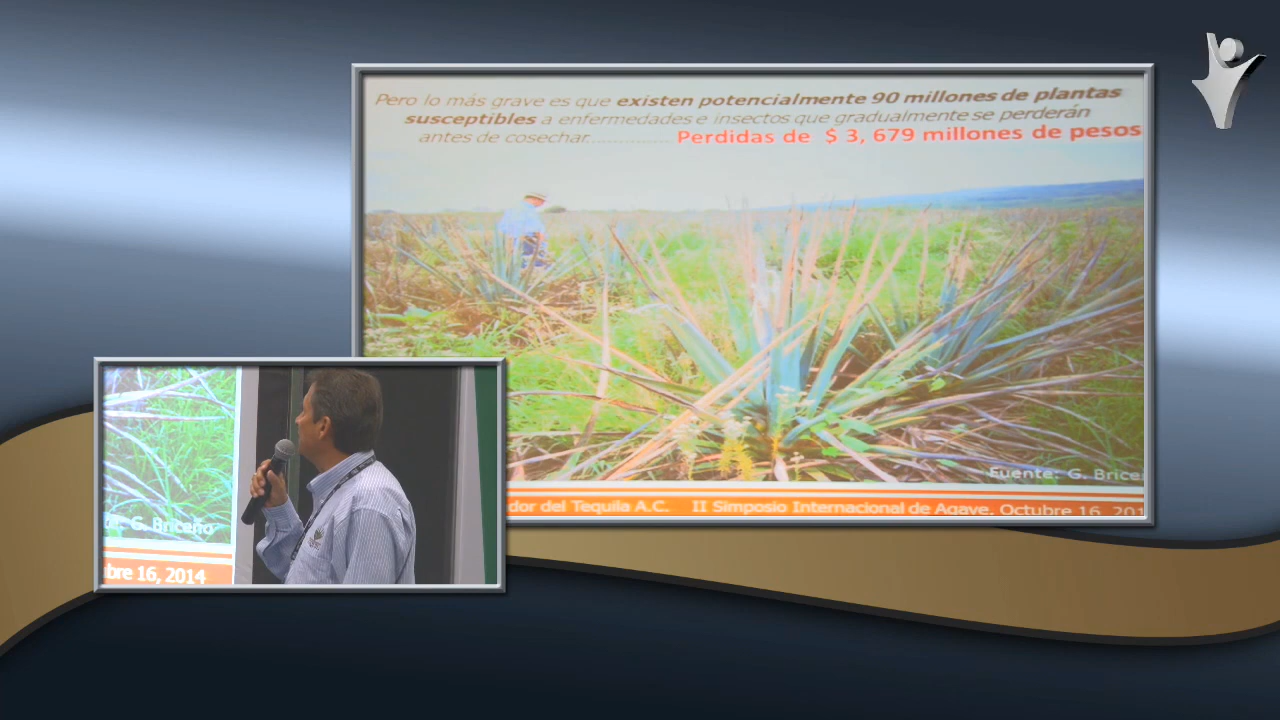 Pero lo más grave es que existen potencialmente 90 millones de plantas
susceptibles a enfermedades e insectos que gradualmente se perderán
antes de cosechar.................... Perdidas de $ 3, 679 millones de pesos
Fuente: G. Brice
dor del Tequila A.C. II Simposio Internacional de Agave, Octubre 16, 201
G. Briceño
bre 16, 2014